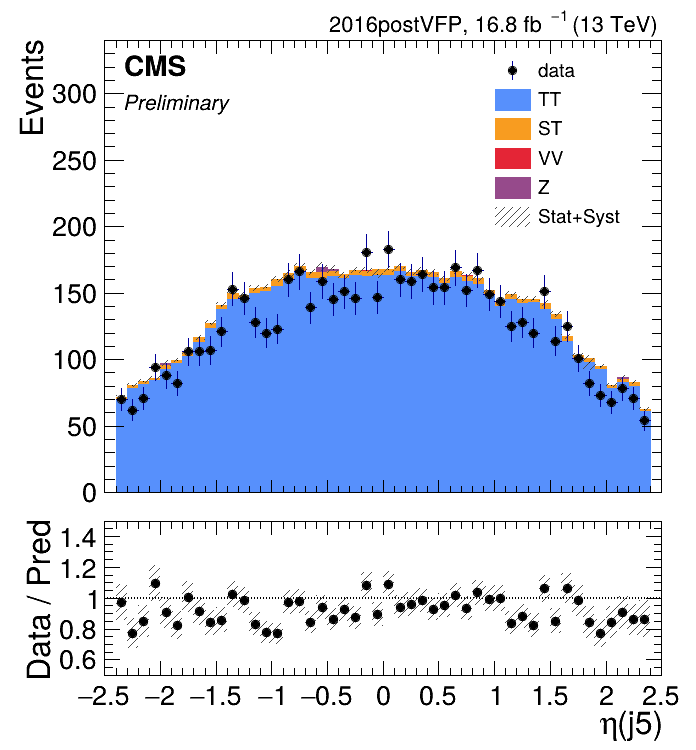 2016postVFP, 16.8 fb ⁻¹ (13 TeV)
CMS
Preliminary
Events
data
TT
ST
VV
Z
Stat+Syst
300
250
200
150
100
50
0
Data / Pred
1.4
1.2
1
0.8
0.6
−2.5 −2 −1.5 −1 −0.5 0 0.5 1 1.5 2 2.5
η(j5)